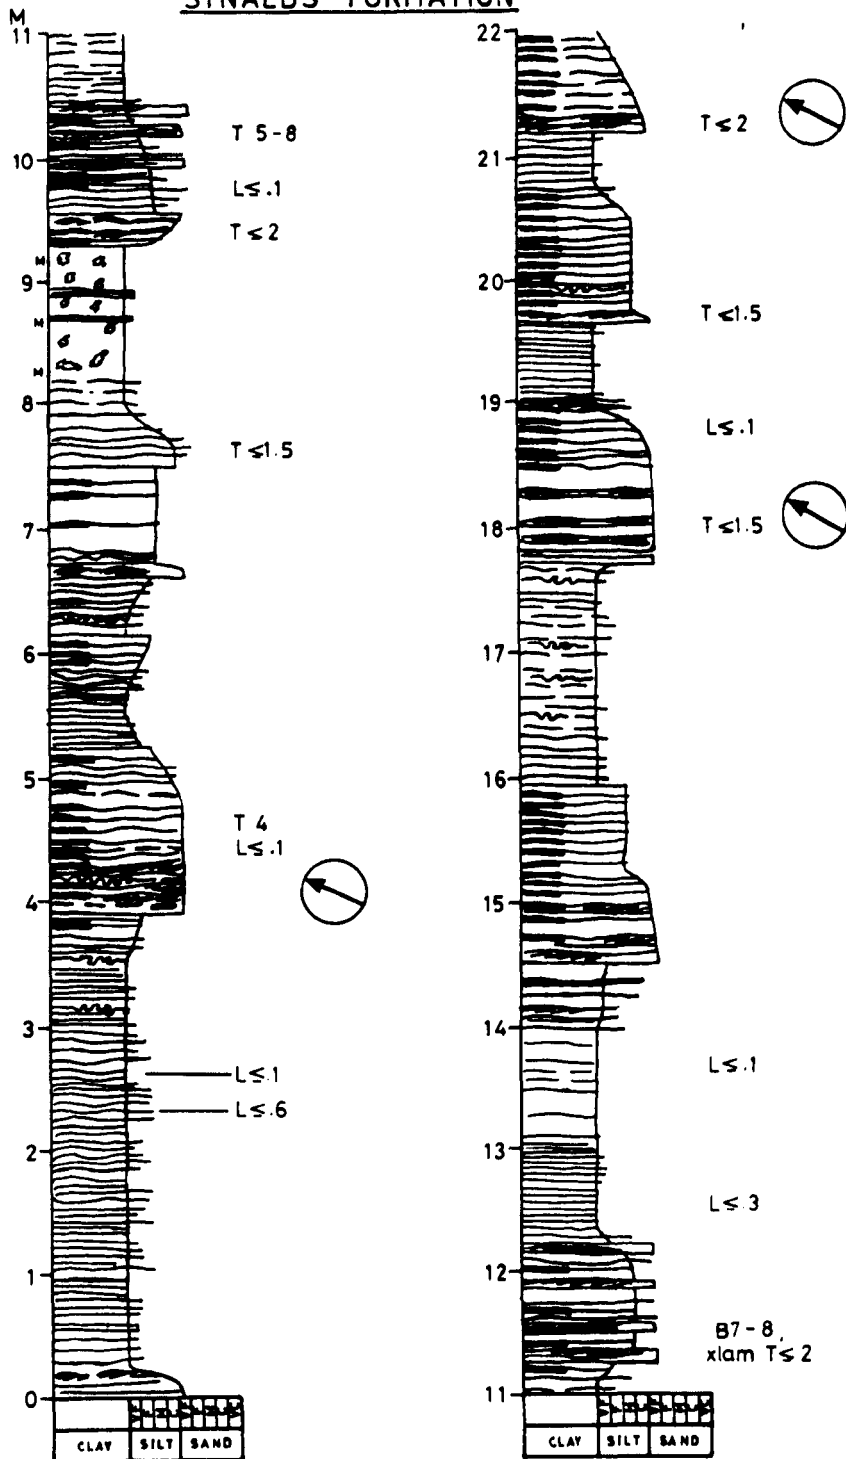 SYNALDS FORMATION
M
11
T 5-8
10
L≤.1
T≤2
M
9
M
M
8
T≤1.5
7
6
5
T 4
L≤.1
4
3
L≤.1
L≤.6
2
1
0
CLAY SILT SAND
22
T≤2
21
20
T≤1.5
19
L≤.1
18
T≤1.5
17
16
15
14
L≤.1
13
L≤.3
12
B7-8,
xlam T≤2
11
CLAY SILT SAND